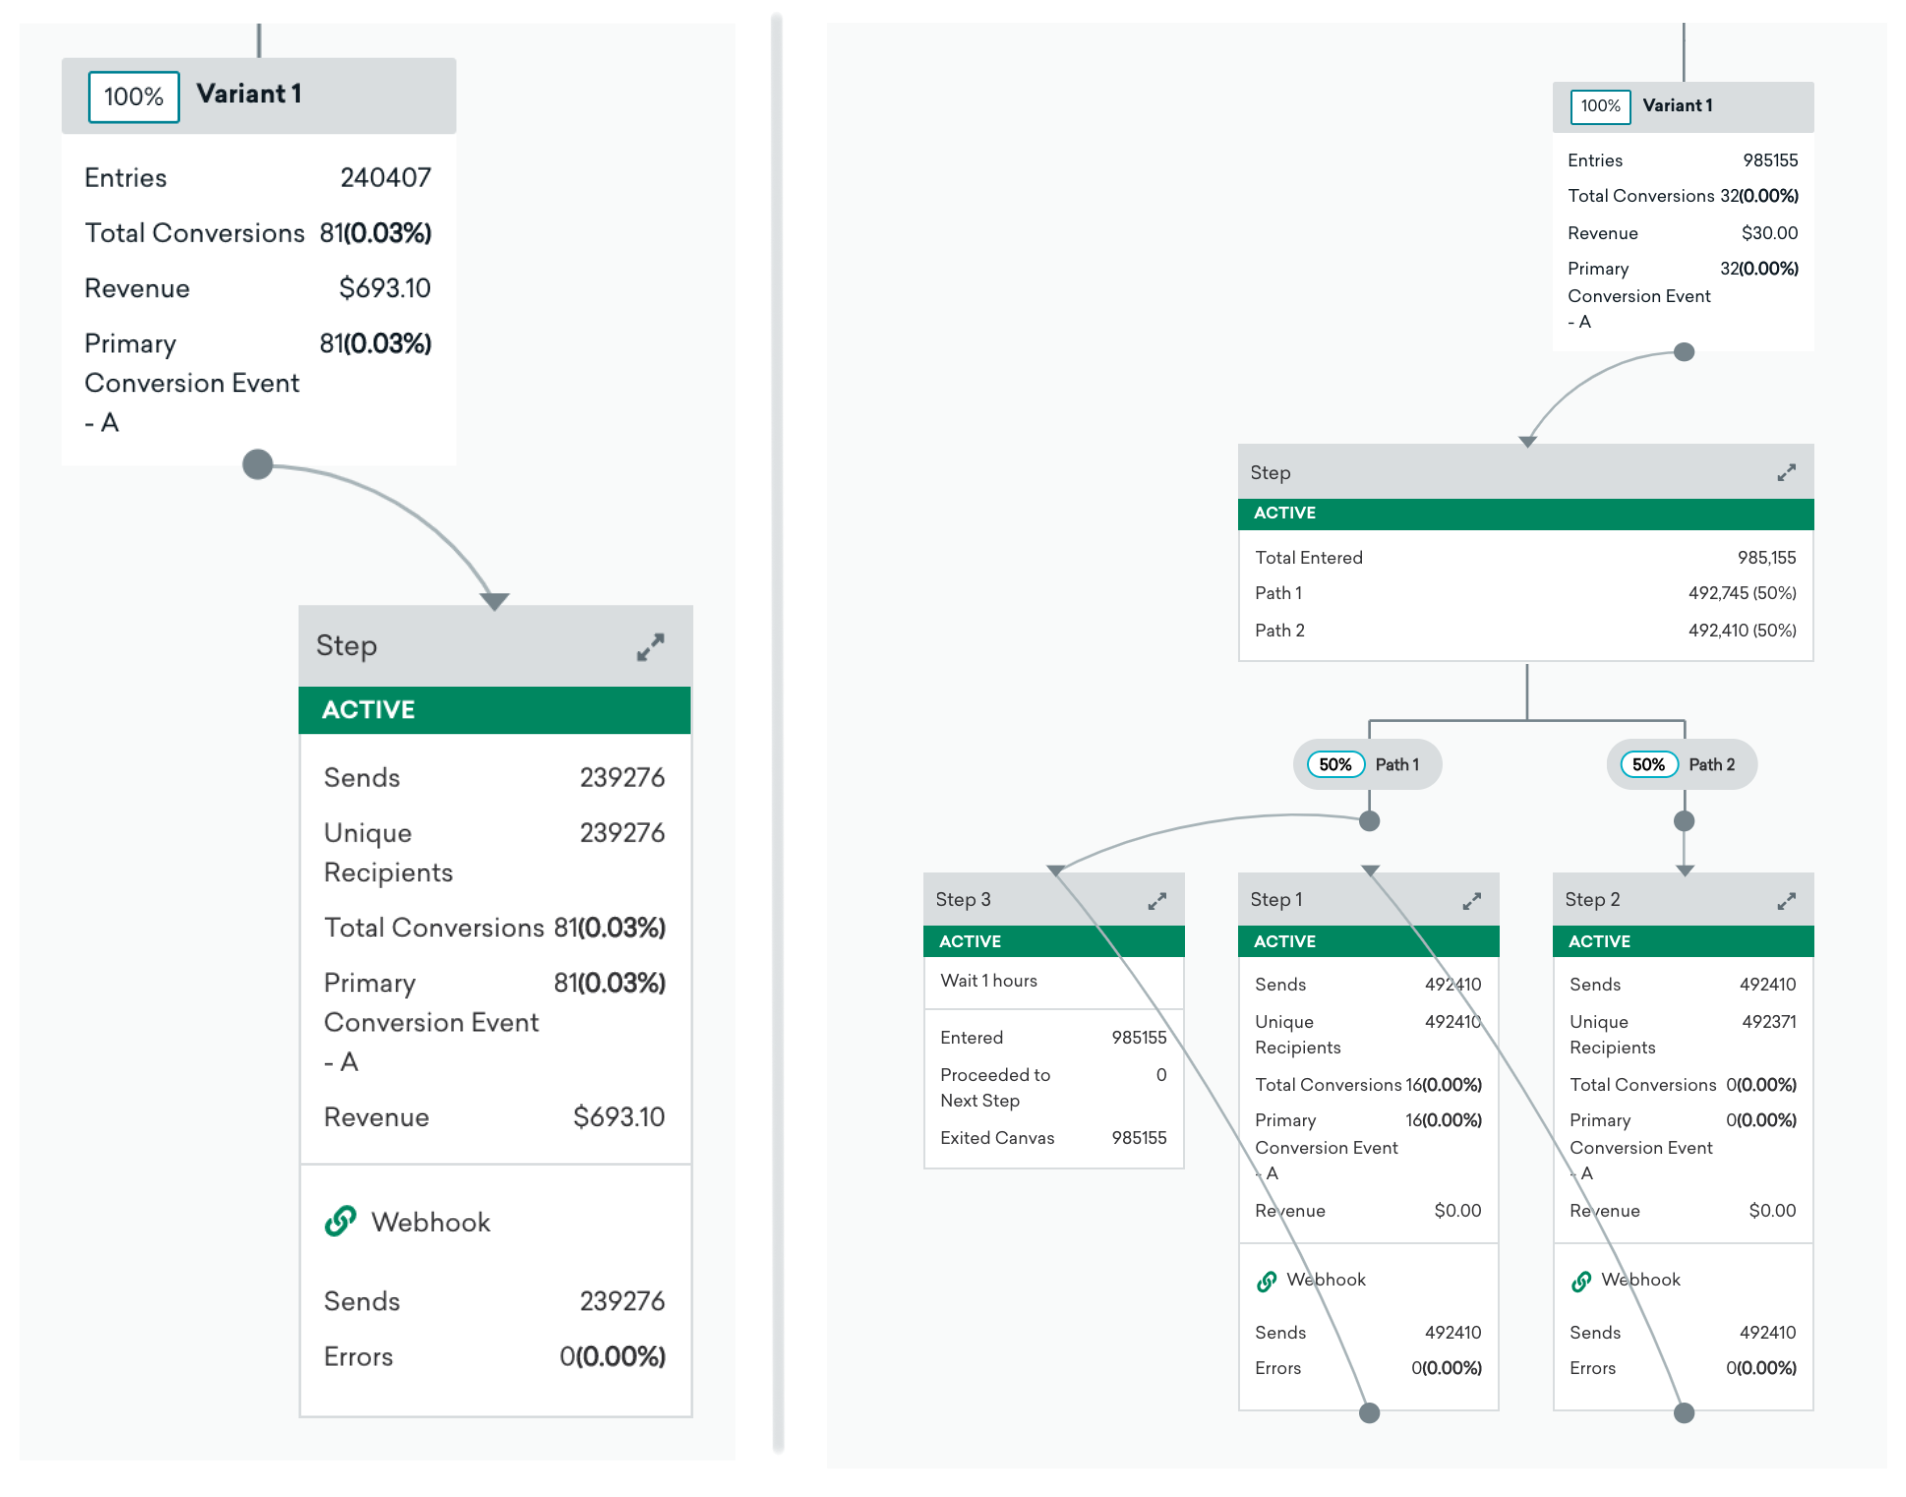 100% Variant 1
Entries 240407
Total Conversions 81(0.03%)
Revenue $693.10
Primary 81(0.03%)
Conversion Event
- A
Step
ACTIVE
Sends 239276
Unique 239276
Recipients
Total Conversions 81(0.03%)
Primary 81(0.03%)
Conversion Event
- A
Revenue $693.10
Webhook
Sends 239276
Errors 0(0.00%)
100% Variant 1
Entries 985155
Total Conversions 32(0.00%)
Revenue $30.00
Primary 32(0.00%)
Conversion Event
- A
Step
ACTIVE
Total Entered 985,155
Path 1 492,745 (50%)
Path 2 492,410 (50%)
50% Path 1
50% Path 2
Step 3
ACTIVE
Wait 1 hours
Entered 985155
Proceeded to 0
Next Step
Exited Canvas 985155
Step 1
ACTIVE
Sends 492410
Unique 492410
Recipients
Total Conversions 16(0.00%)
Primary 16(0.00%)
Conversion Event
- A
Revenue $0.00
Webhook
Sends 492410
Errors 0(0.00%)
Step 2
ACTIVE
Sends 492410
Unique 492371
Recipients
Total Conversions 0(0.00%)
Primary 0(0.00%)
Conversion Event
- A
Revenue $0.00
Webhook
Sends 492410
Errors 0(0.00%)